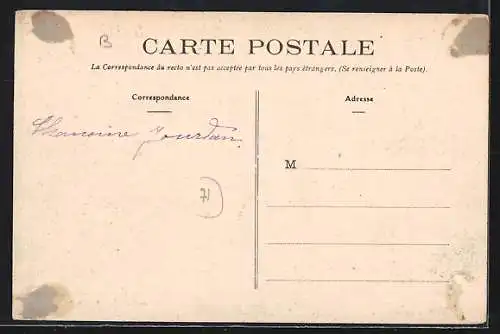 B
CARTE POSTALE
La Correspondance au recto n'est pas acceptée par tous les pays étrangers. (Se renseigner à la Poste).
Correspondance
Adresse
Chanoine Jourdan
M
71